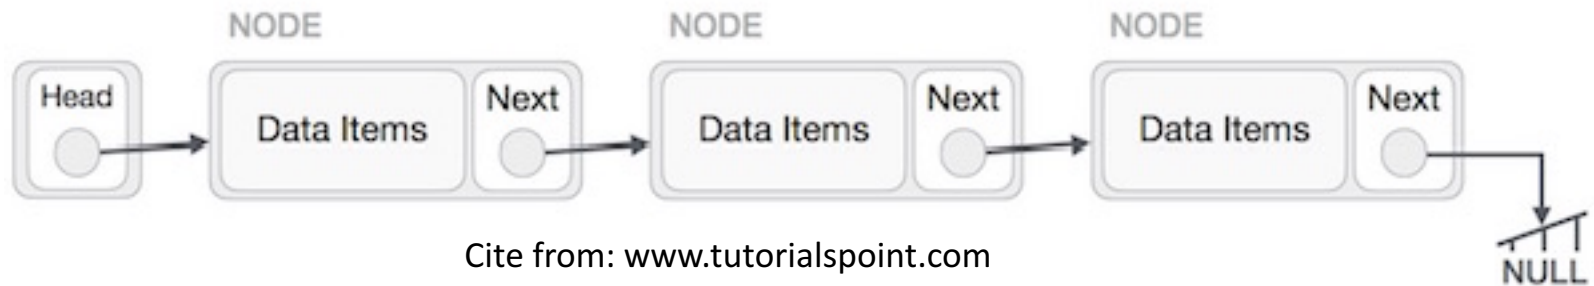 NODE NODE NODE
Head Data Items Next Data Items Next Data Items Next
Cite from: www.tutorialspoint.com
NULL